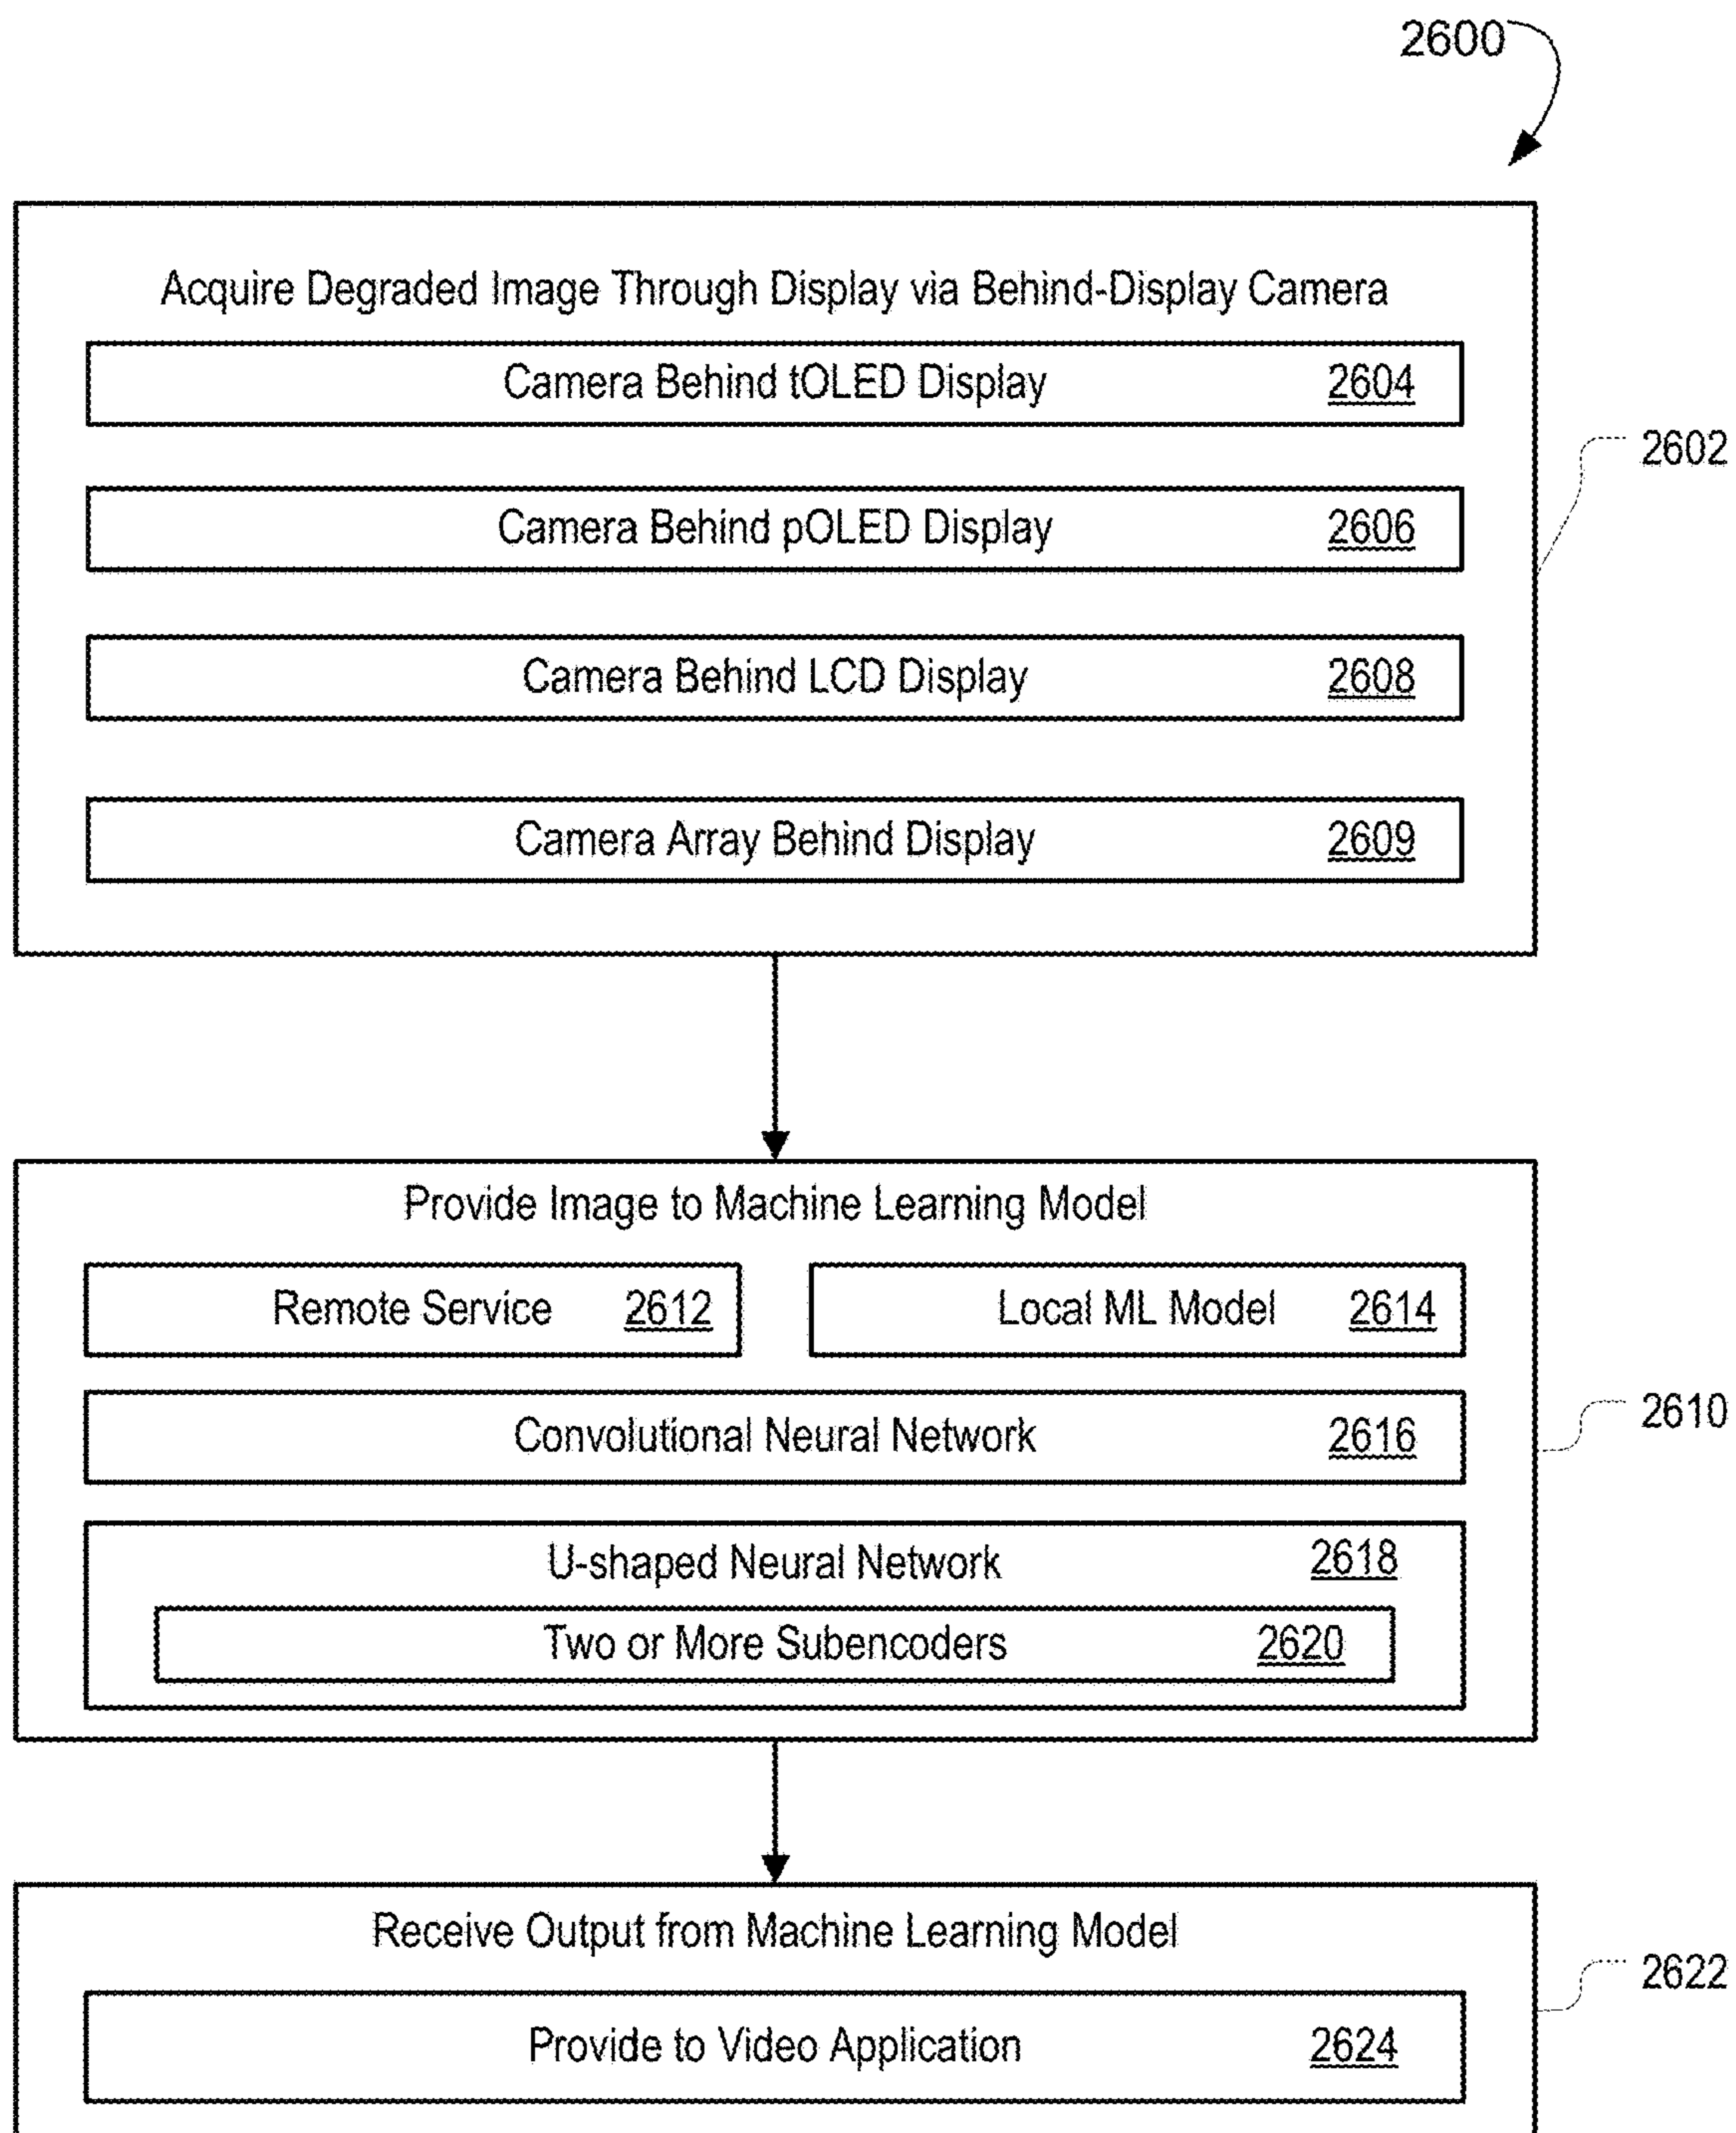 2600
Acquire Degraded Image Through Display via Behind-Display Camera
Camera Behind tOLED Display 2604
2602
Camera Behind pOLED Display 2606
Camera Behind LCD Display 2608
Camera Array Behind Display 2609
Provide Image to Machine Learning Model
Remote Service 2612
Local ML Model 2614
2610
Convolutional Neural Network 2616
U-shaped Neural Network 2618
Two or More Subencoders 2620
Receive Output from Machine Learning Model
2622
Provide to Video Application 2624